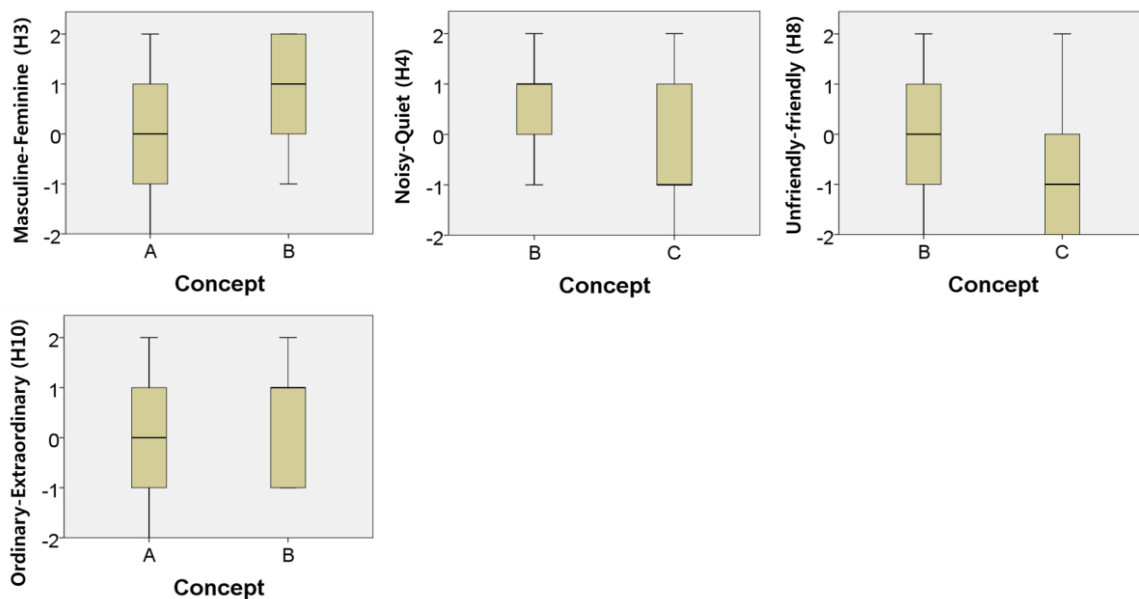 Masculine-Feminine (H3)
2
1
0
-1
-2
A
B
Concept
Noisy-Quiet (H4)
2
1
0
-1
-2
B
C
Concept
Unfriendly-friendly (H8)
2
1
0
-1
-2
B
C
Concept
Ordinary-Extraordinary (H10)
2
1
0
-1
-2
A
B
Concept